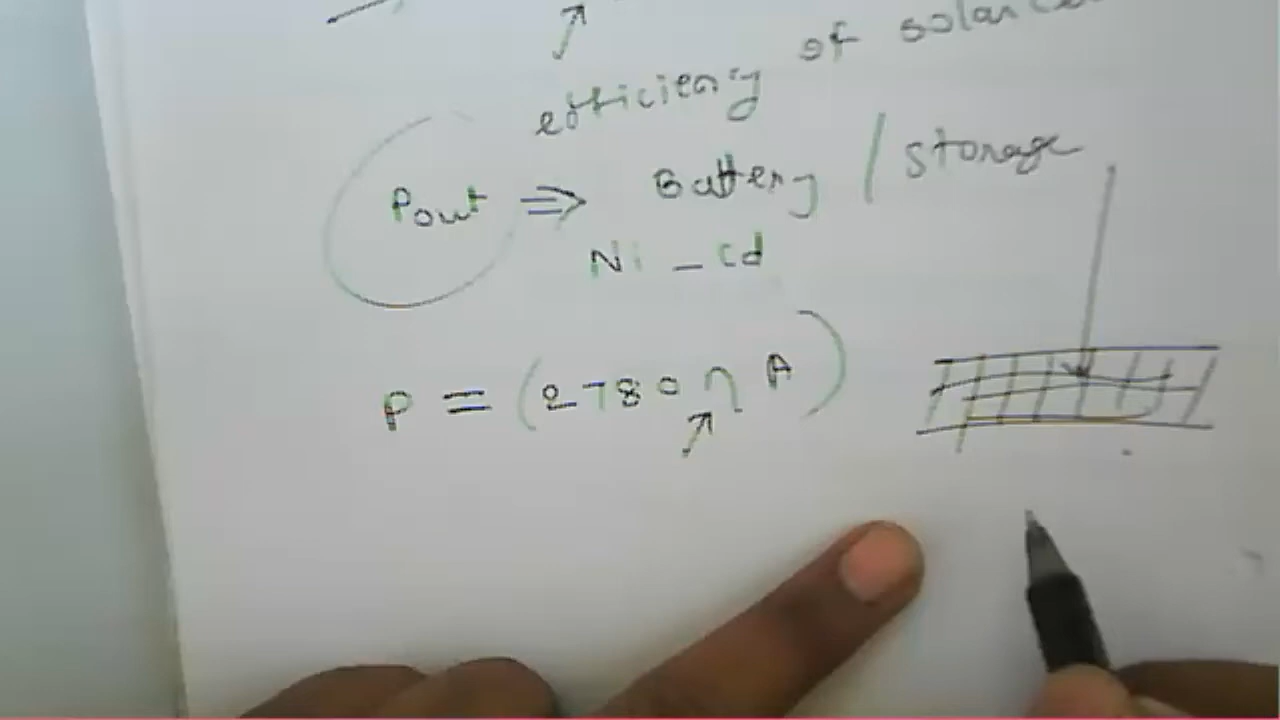 efficiency of solar
Pout ⇒ Battery / storage
Ni - Cd
P = (2780 η A)